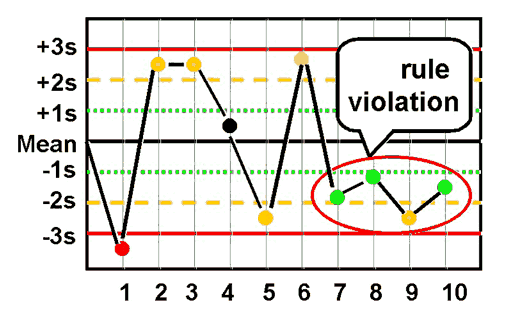 +3s
+2s
+1s
Mean
-1s
-2s
-3s
rule
violation
1 2 3 4 5 6 7 8 9 10